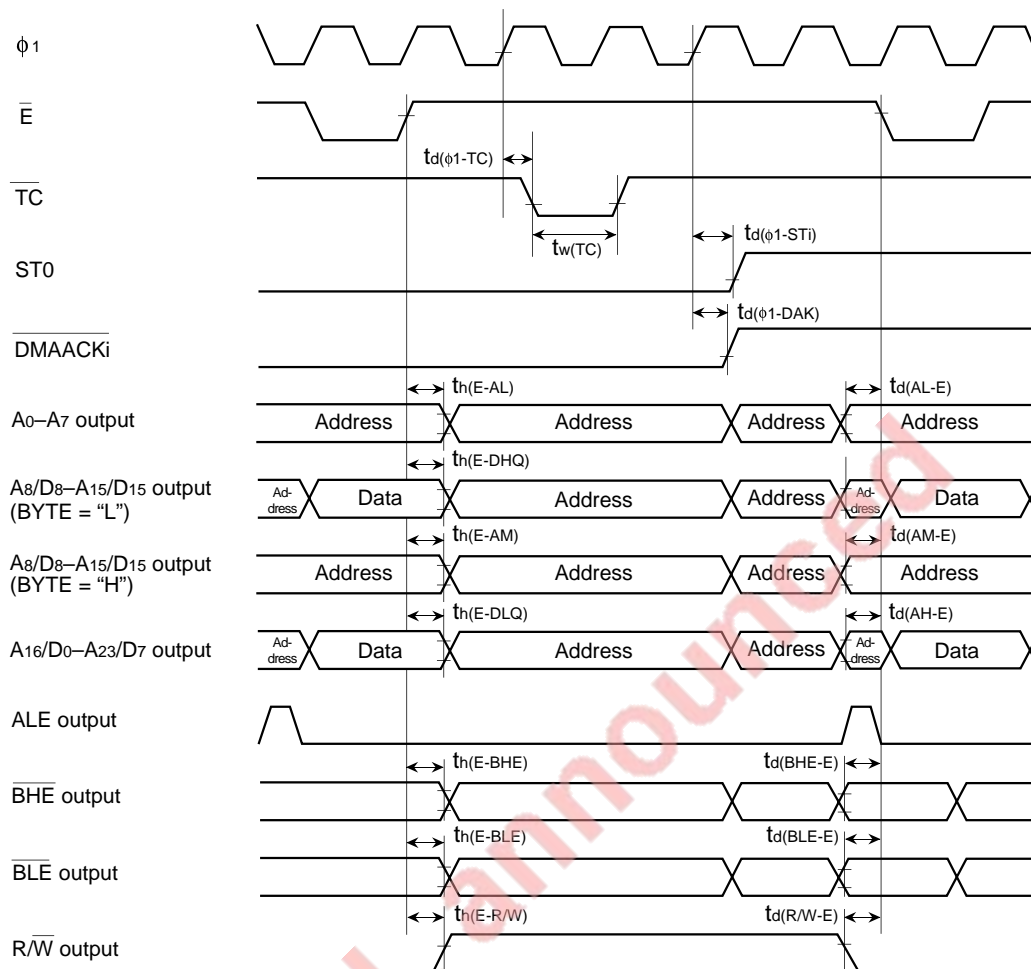 ϕ1
E
td(ϕ1-TC)
TC
tw(TC)
td(ϕ1-STi)
ST0
td(ϕ1-DAK)
DMAACKi
th(E-AL) td(AL-E)
A0–A7 output Address Address Address Address
th(E-DHQ)
A8/D8–A15/D15 output
(BYTE = “L”)
Ad-
dress Data Address Address Ad-
dress Data
th(E-AM) td(AM-E)
A8/D8–A15/D15 output
(BYTE = “H”)
Address Address Address Address
th(E-DLQ) td(AH-E)
A16/D0–A23/D7 output Ad-
dress Data Address Address Ad-
dress Data
ALE output
th(E-BHE) td(BHE-E)
BHE output
th(E-BLE) td(BLE-E)
BLE output
th(E-R/W) td(R/W-E)
R/W output
announced